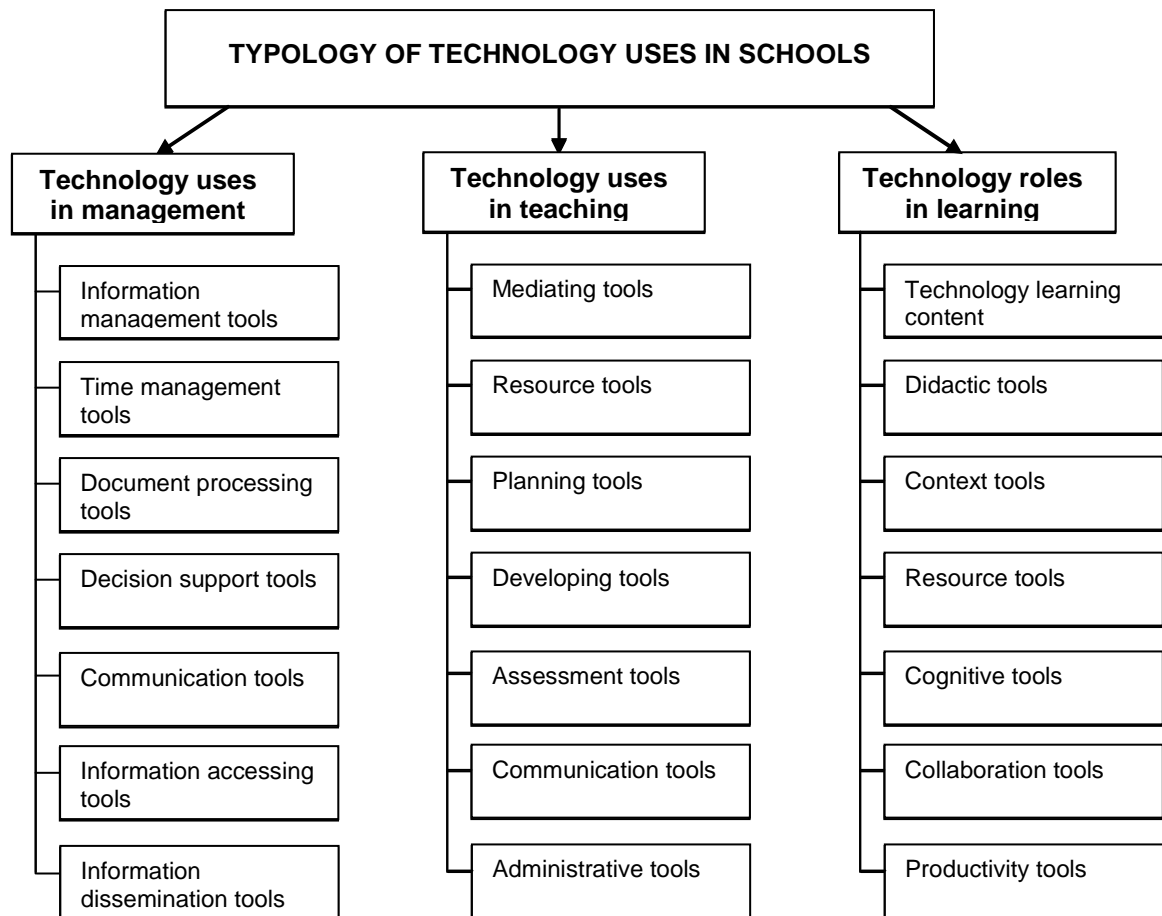 TYPOLOGY OF TECHNOLOGY USES IN SCHOOLS
Technology uses
in management
Information
management tools
Time management
tools
Document processing
tools
Decision support tools
Communication tools
Information accessing
tools
Information
dissemination tools
Technology uses
in teaching
Mediating tools
Resource tools
Planning tools
Developing tools
Assessment tools
Communication tools
Administrative tools
Technology roles
in learning
Technology learning
content
Didactic tools
Context tools
Resource tools
Cognitive tools
Collaboration tools
Productivity tools